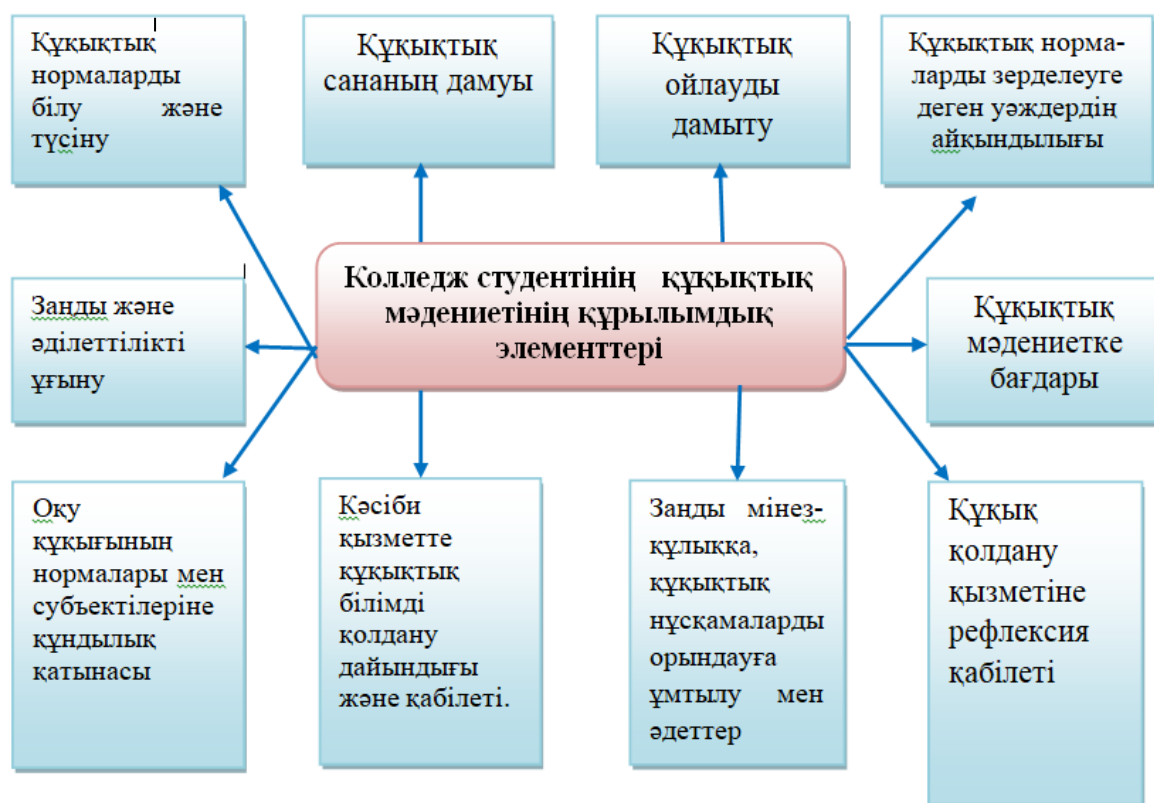 Құқықтық
нормаларды
білу және
түсіну
Құқықтық
сананың дамуы
Құқықтық
ойлауды
дамыту
Құқықтық норма-
ларды зерделеуге
деген уәждердің
айқындылығы
Колледж студентінің құқықтық
мәдениетінің құрылымдық
элементтері
Заңды және
әділеттілікті
ұғыну
Құқықтық
мәдениетке
бағдары
Оқу
құқығының
нормалары мен
субъектілеріне
құндылық
қатынасы
Кәсіби
қызметте
құқықтық
білімді
қолдану
дайындығы
және қабілеті.
Заңды мінез-
құлыққа,
құқықтық
нұсқамаларды
орындауға
ұмтылу мен
әдеттер
Құқық
қолдану
қызметіне
рефлексия
қабілеті